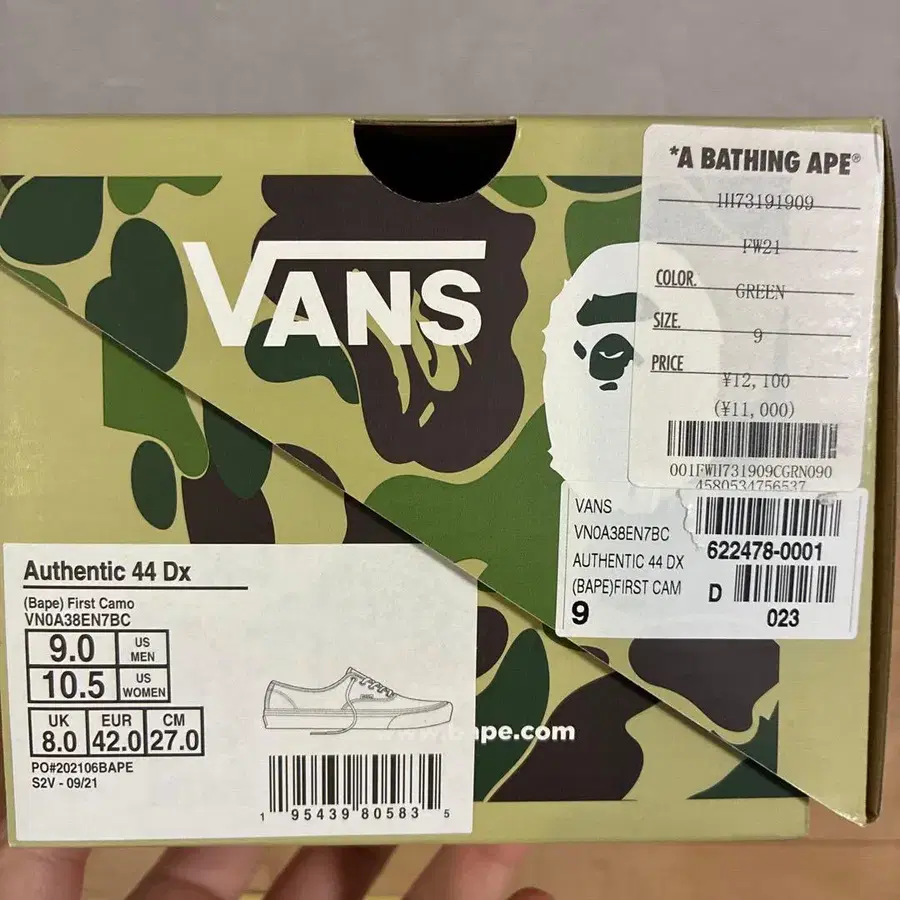 VANS
*A BATHING APE®
1H73191909
FW21
COLOR. GREEN
SIZE. 9
PRICE ¥12,100
(¥11,000)
001FWH731909CGRN090
4580534756537
VANS
VN0A38EN7BC
AUTHENTIC 44 DX
(BAPE)FIRST CAM
9
622478-0001
D
023
Authentic 44 Dx
(Bape) First Camo
VN0A38EN7BC
9.0 US MEN
10.5 US WOMEN
UK 8.0 EUR 42.0 CM 27.0
PO#202106BAPE
S2V - 09/21
1 95439 80583 5
.com